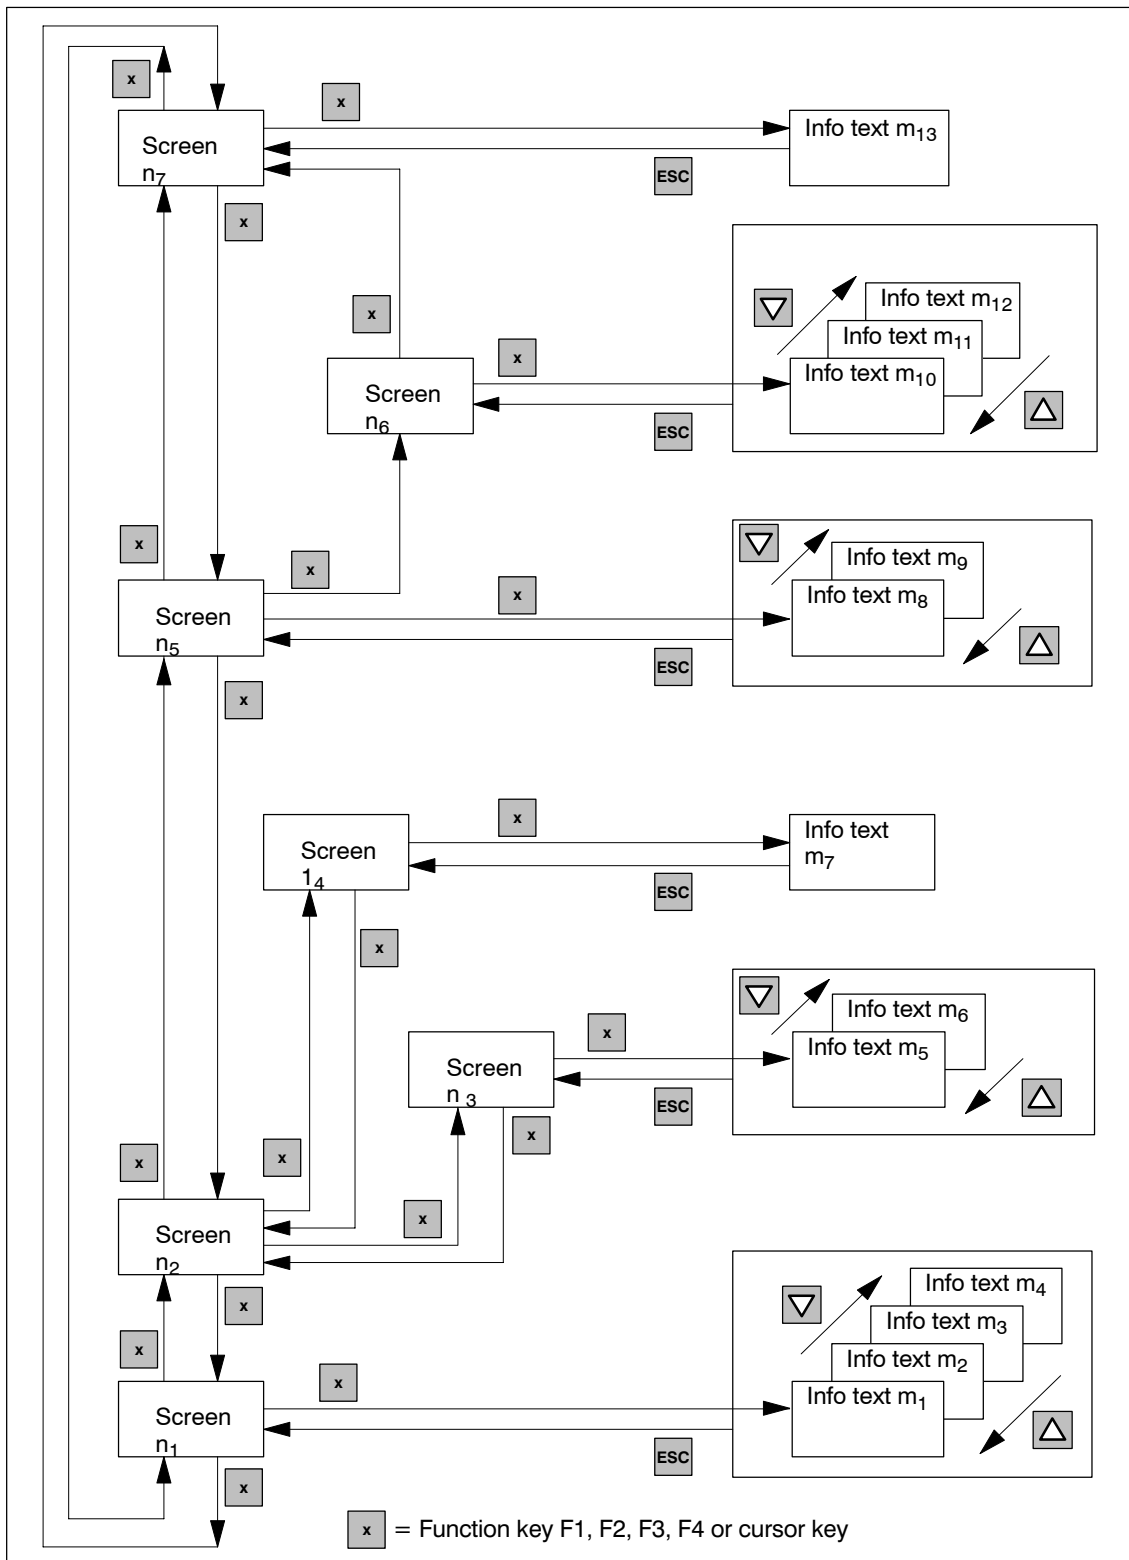 x
x
Screen
n7
Info text m13
ESC
x
x
Info text m12
Info text m11
Info text m10
x
Screen
n6
ESC
x
x
x
Info text m9
Info text m8
Screen
n5
ESC
x
x
Screen
14
Info text
m7
ESC
x
Info text m6
Info text m5
x
Screen
n 3
ESC
x
x
x
x
Screen
n2
x
x
Info text m4
Info text m3
Info text m2
Info text m1
x
Screen
n1
ESC
x
x = Function key F1, F2, F3, F4 or cursor key